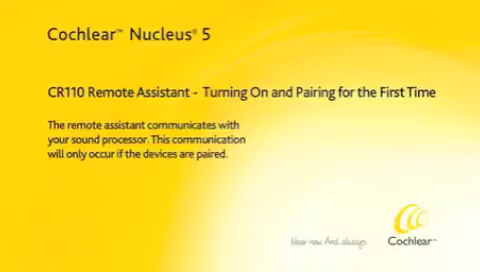 Cochlear™ Nucleus® 5
CR110 Remote Assistant - Turning On and Pairing for the First Time
The remote assistant communicates with
your sound processor. This communication
will only occur if the devices are paired.
Hear now. And always
Cochlear™